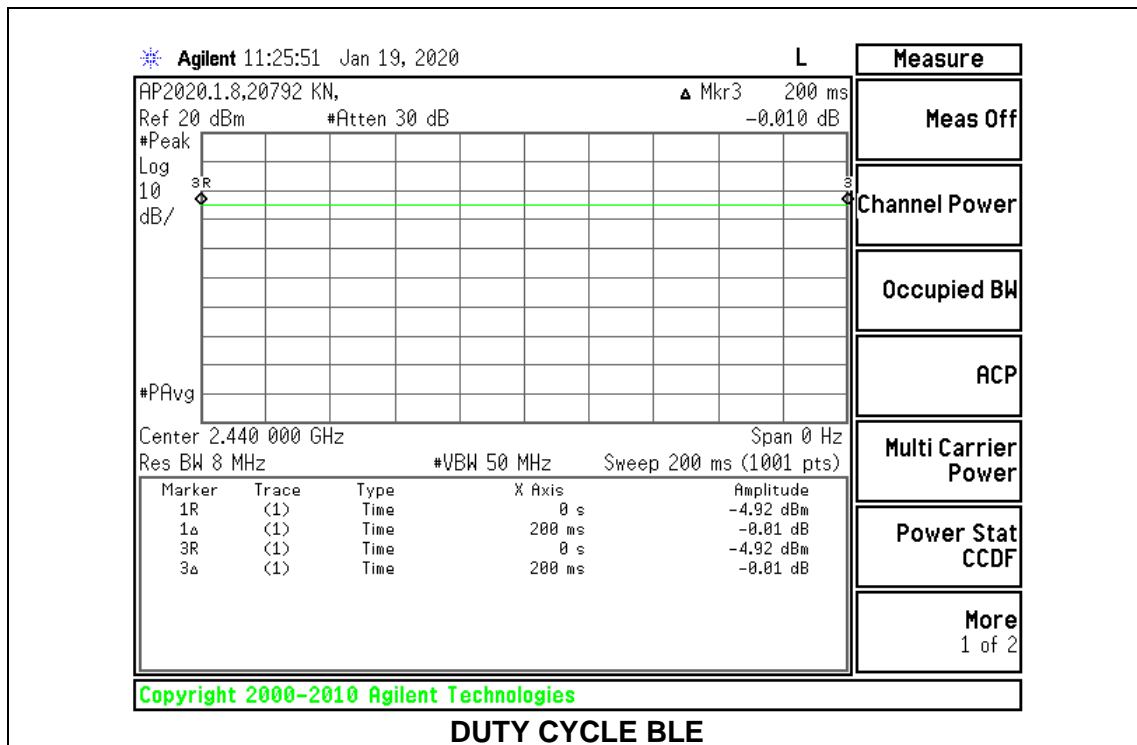 Agilent 11:25:51 Jan 19, 2020 L
Measure
AP2020.1.8,20792 KN, Δ Mkr3 200 ms
Ref 20 dBm #Atten 30 dB -0.010 dB
#Peak
Log
10
dB/
3R
3
#PAvg
Center 2.440 000 GHz Span 0 Hz
Res BW 8 MHz #VBW 50 MHz Sweep 200 ms (1001 pts)
Marker Trace Type X Axis Amplitude
1R (1) Time 0 s -4.92 dBm
1Δ (1) Time 200 ms -0.01 dB
3R (1) Time 0 s -4.92 dBm
3Δ (1) Time 200 ms -0.01 dB
Meas Off
Channel Power
Occupied BW
ACP
Multi Carrier
Power
Power Stat
CCDF
More
1 of 2
Copyright 2000-2010 Agilent Technologies
DUTY CYCLE BLE